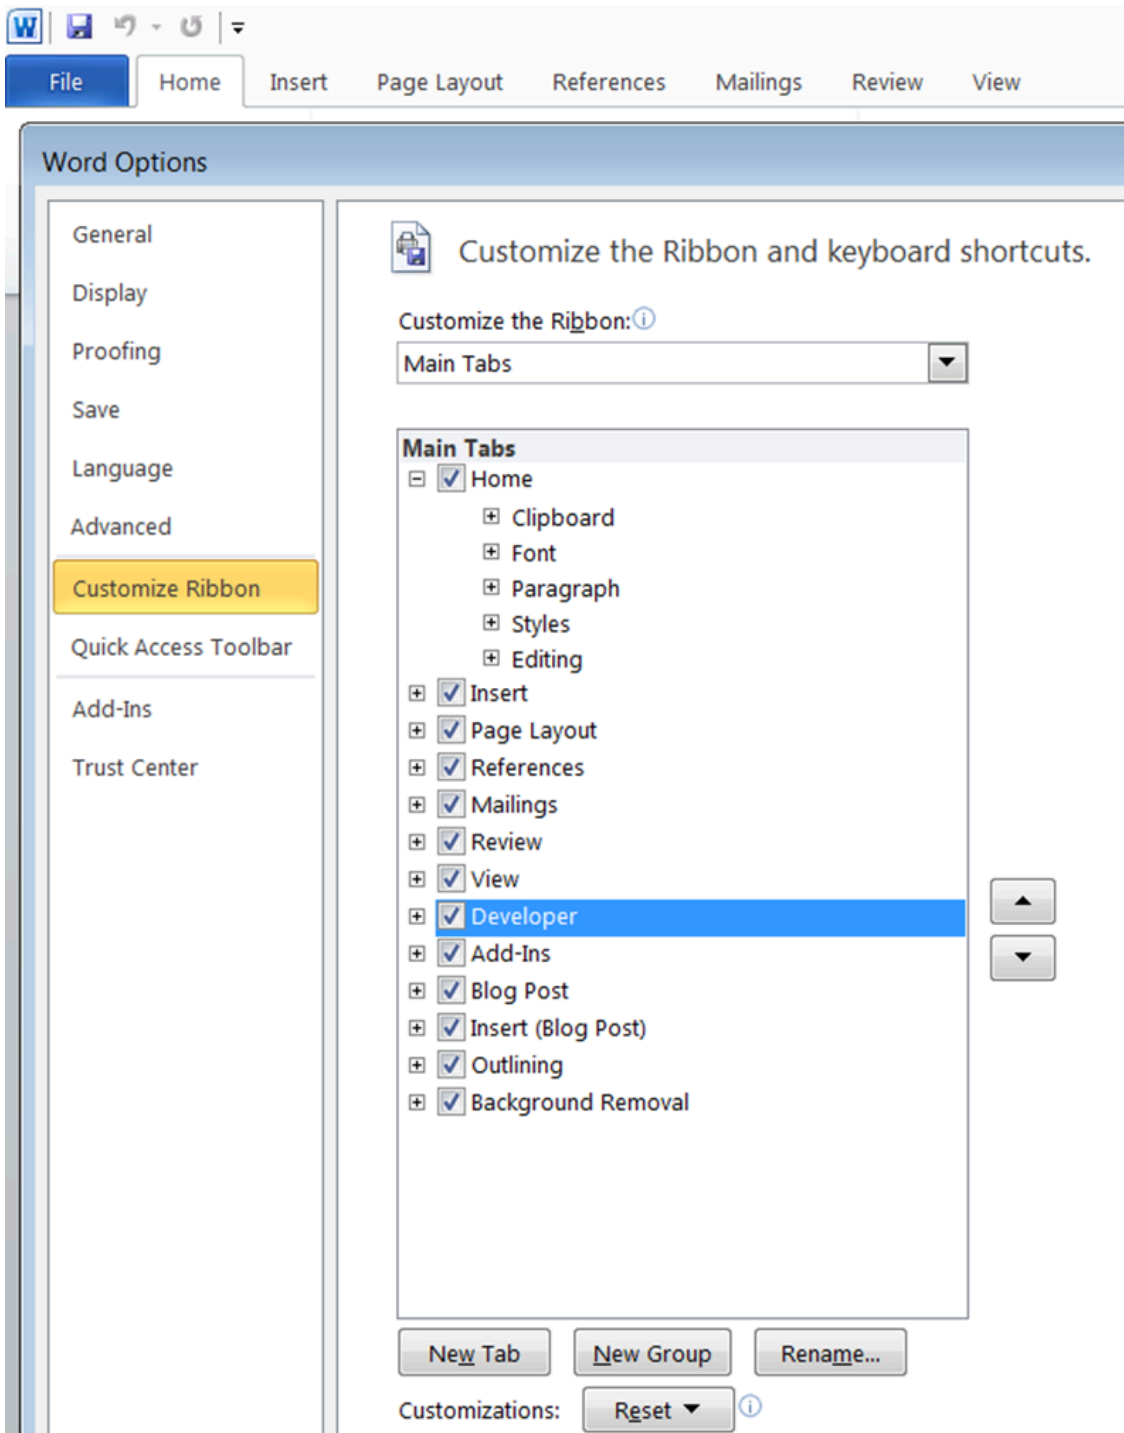 W
File Home Insert Page Layout References Mailings Review View
Word Options
General
Display
Proofing
Save
Language
Advanced
Customize Ribbon
Quick Access Toolbar
Add-Ins
Trust Center
Customize the Ribbon and keyboard shortcuts.
Customize the Ribbon:
Main Tabs
Main Tabs
Home
Clipboard
Font
Paragraph
Styles
Editing
Insert
Page Layout
References
Mailings
Review
View
Developer
Add-Ins
Blog Post
Insert (Blog Post)
Outlining
Background Removal
New Tab New Group Rename...
Customizations: Reset